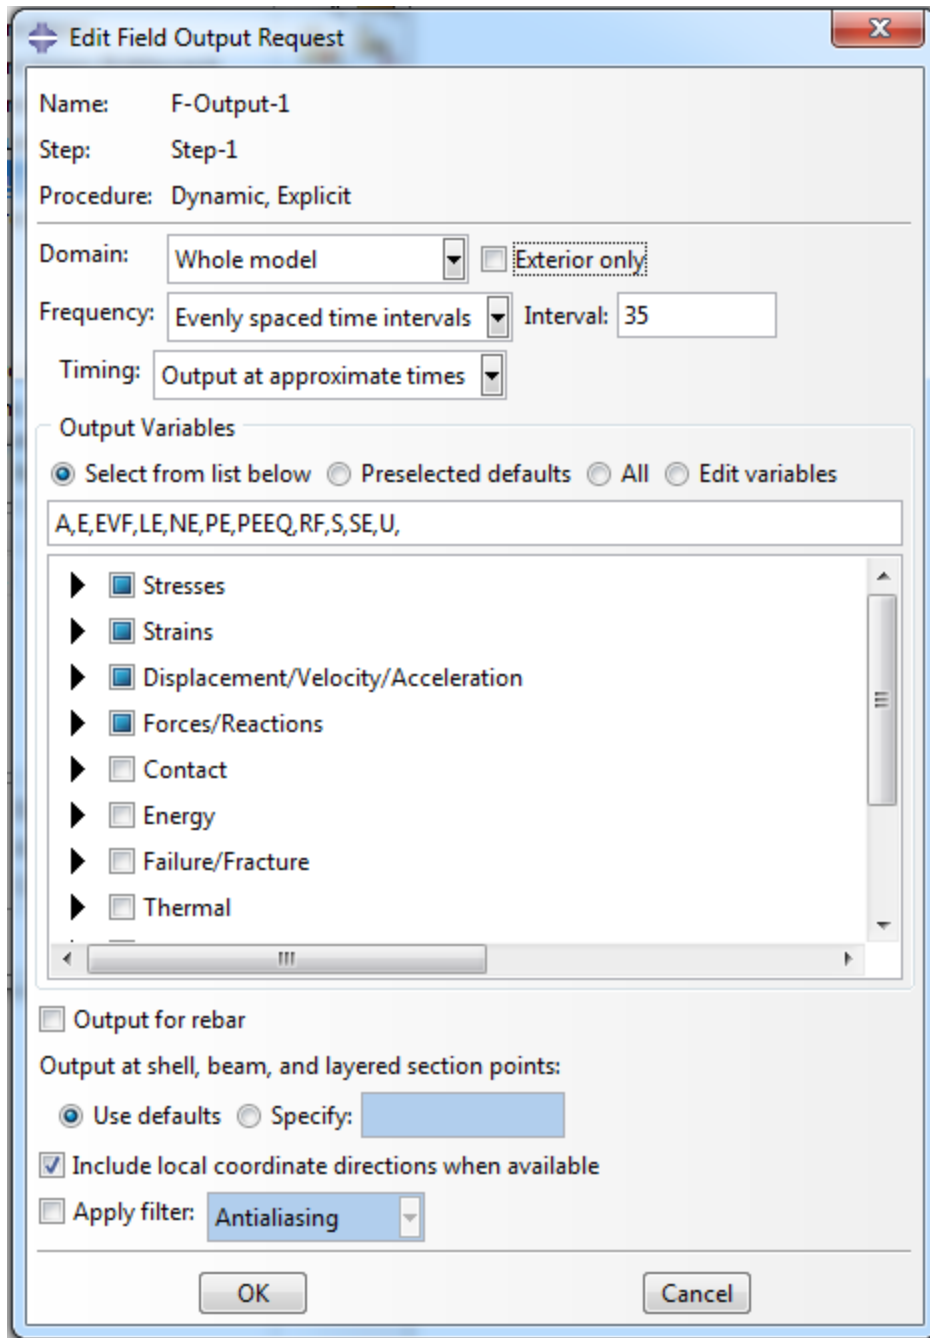 Edit Field Output Request
x
Name: F-Output-1
Step: Step-1
Procedure: Dynamic, Explicit
Domain: Whole model Exterior only
Frequency: Evenly spaced time intervals Interval: 35
Timing: Output at approximate times
Output Variables
Select from list below Preselected defaults All Edit variables
A,E,EVF,LE,NE,PE,PEEQ,RF,S,SE,U,
Stresses
Strains
Displacement/Velocity/Acceleration
Forces/Reactions
Contact
Energy
Failure/Fracture
Thermal
Output for rebar
Output at shell, beam, and layered section points:
Use defaults Specify:
Include local coordinate directions when available
Apply filter: Antialiasing
OK Cancel